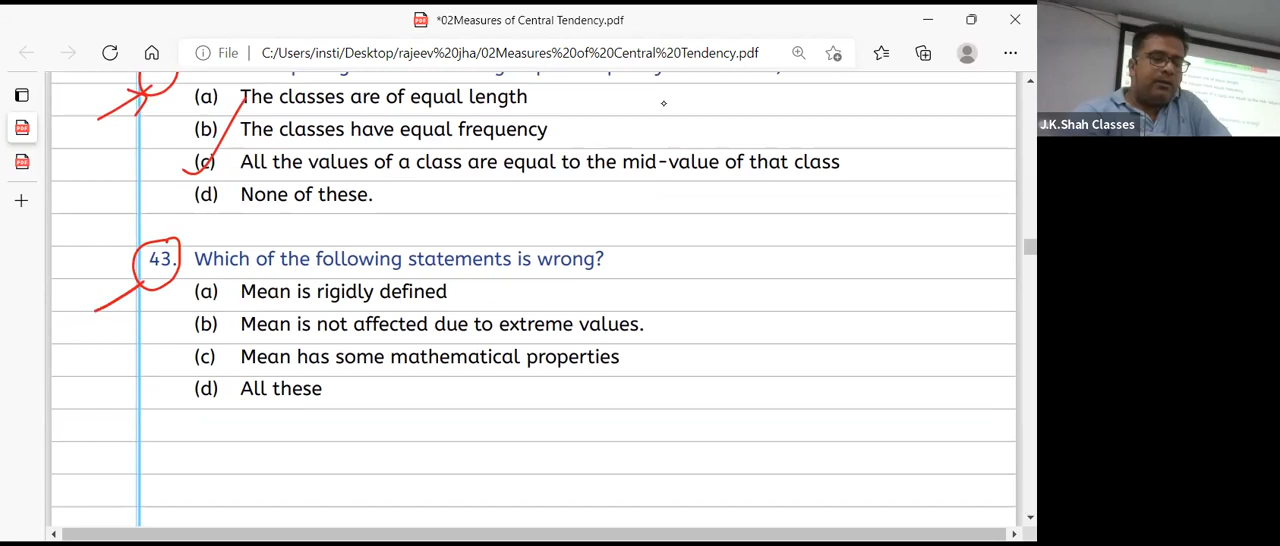 *02Measures of Central Tendency.pdf
File C:/Users/insti/Desktop/rajeev%20jha/02Measures%20of%20Central%20Tendency.pdf
(a) The classes are of equal length
(b) The classes have equal frequency
(c) All the values of a class are equal to the mid-value of that class
(d) None of these.
43. Which of the following statements is wrong?
(a) Mean is rigidly defined
(b) Mean is not affected due to extreme values.
(c) Mean has some mathematical properties
(d) All these
J.K.Shah Classes